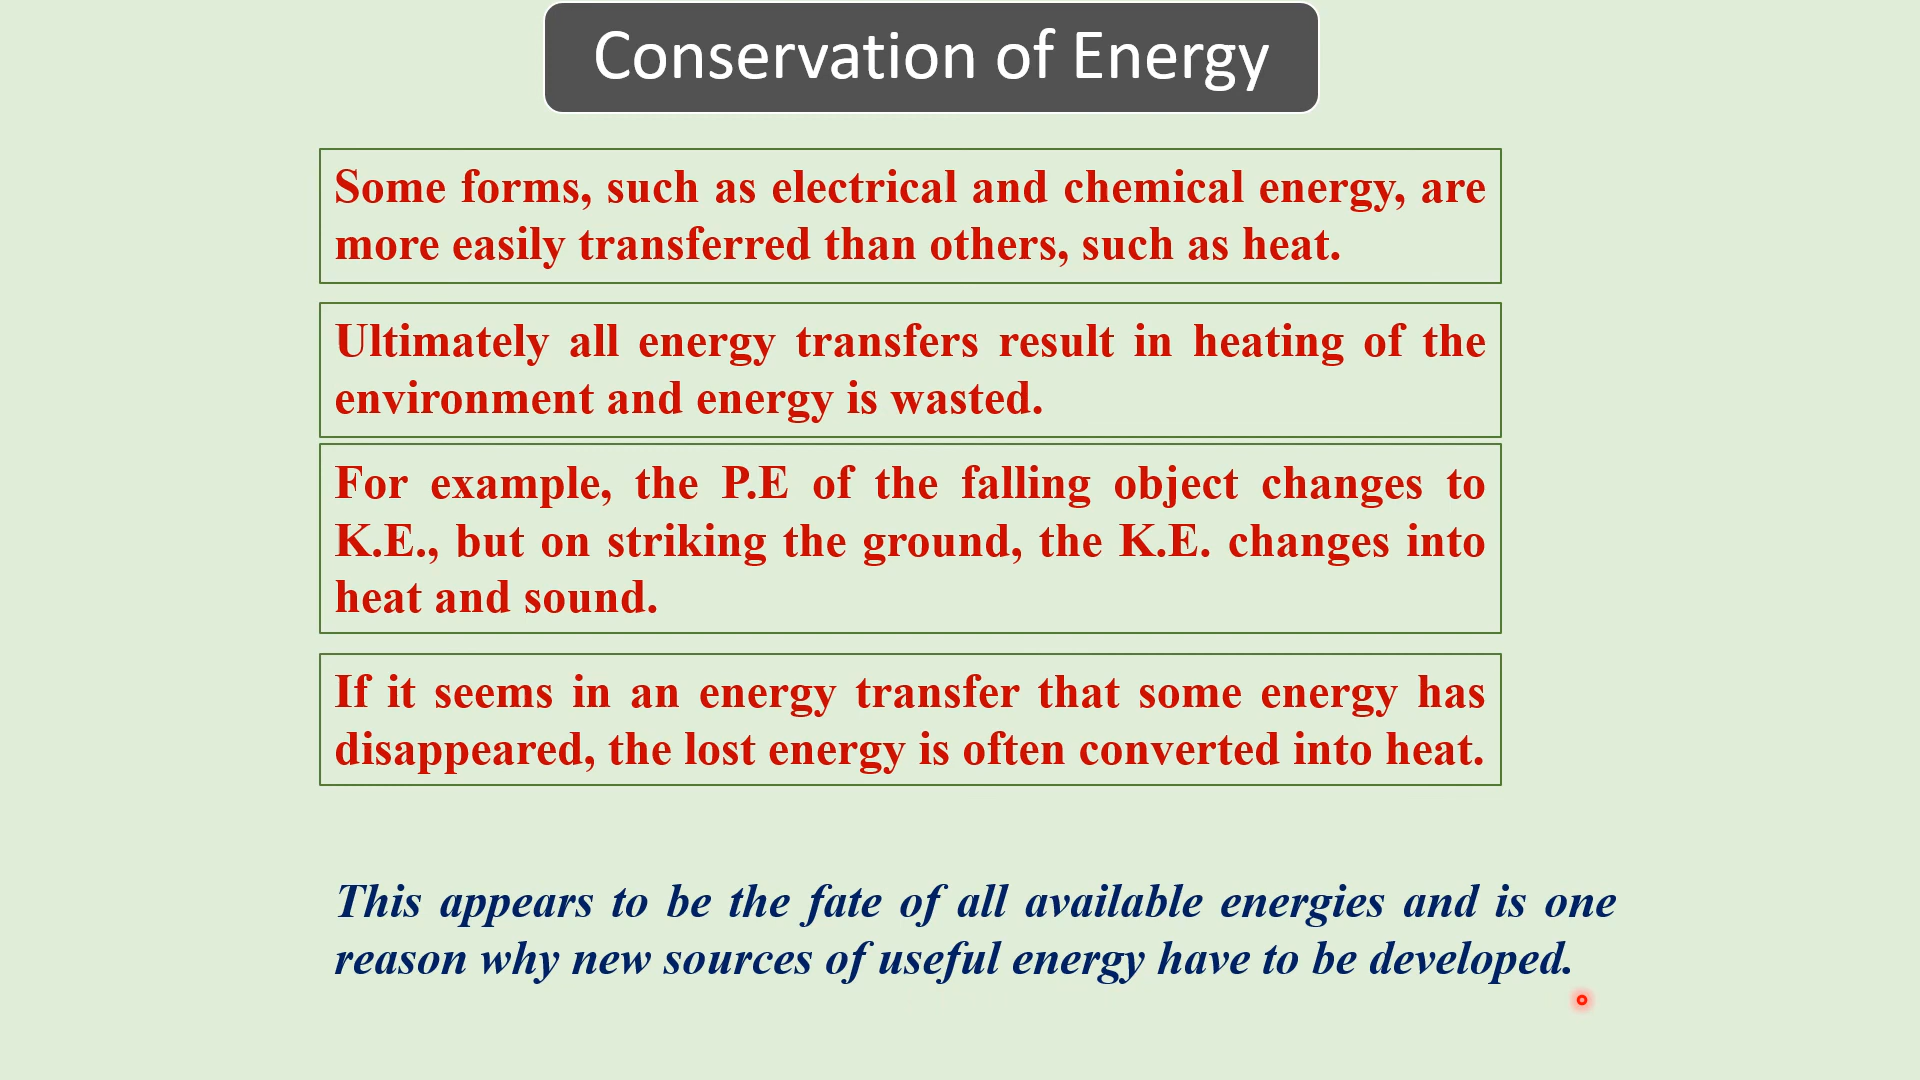 Conservation of Energy
Some forms, such as electrical and chemical energy, are
more easily transferred than others, such as heat.
Ultimately all energy transfers result in heating of the
environment and energy is wasted.
For example, the P.E of the falling object changes to
K.E., but on striking the ground, the K.E. changes into
heat and sound.
If it seems in an energy transfer that some energy has
disappeared, the lost energy is often converted into heat.
This appears to be the fate of all available energies and is one
reason why new sources of useful energy have to be developed.